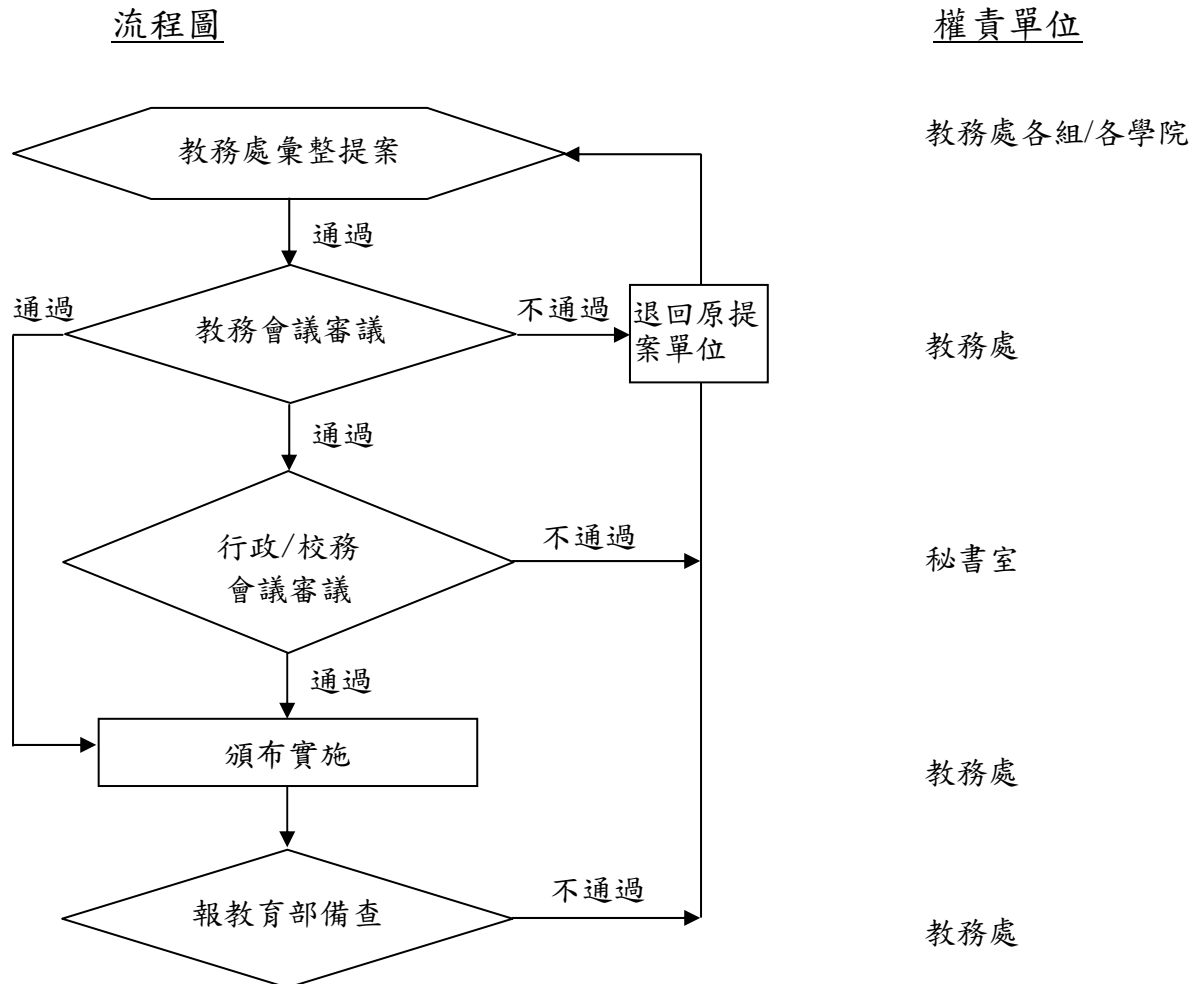 流程圖
權責單位
教務處彙整提案
教務處各組/各學院
通過
通過
教務會議審議
不通過
退回原提
案單位
教務處
通過
行政/校務
會議審議
不通過
秘書室
通過
頒布實施
教務處
報教育部備查
不通過
教務處